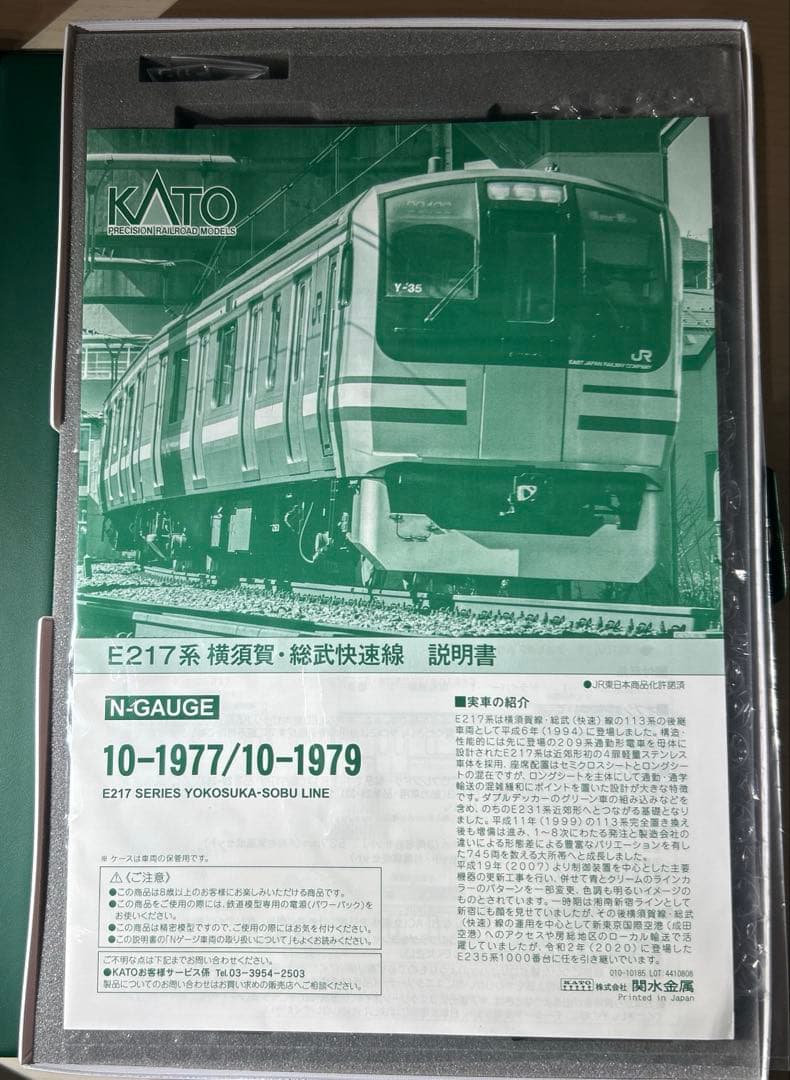 KATO
PRECISION RAILROAD MODELS
Y-35
JR
EAST JAPAN RAILWAY COMPANY
E217系 横須賀・総武快速線 説明書
●JR東日本商品化許諾済
N-GAUGE
10-1977/10-1979
E217 SERIES YOKOSUKA-SOBU LINE
※ ケースは車両の保管用です。
⚠《ご注意》
●この商品は8歳以上のお客様にお楽しみいただける商品です。
●この商品をご使用の際には、鉄道模型専用の電源(パワーパック)を
お使いください。
●この商品は精密模型ですので、ご使用の際にはお気を付けください。
●この説明書の「Nゲージ車両の取り扱いについて」もよくお読みください。
ご不明な点は下記までお問い合わせください。
●KATOお客様サービス係 Tel.03-3954-2503
製品についてのお問い合わせはお買い求めの販売店へご相談ください。
■実車の紹介
E217系は横須賀線・総武(快速)線の113系の後継
車両として平成6年(1994)に登場しました。構造・
性能的には先に登場の209系通勤形電車を母体に
設計されたE217系は近郊形初の4扉軽量ステンレス
車体を採用、座席配置はセミクロスシートとロングシー
トの混在ですが、ロングシートを主体にして通勤・通学
輸送の混雑緩和にポイントを置いた設計が大きな特徴
です。ダブルデッカーのグリーン車の組み込みなどを
含め、のちのE231系近郊形へとつながる基礎となり
ました。平成11年(1999)の113系完全置き換え
後も増備は進み、1~8次にわたる発注と製造会社の
違いによる形態差による豊富なバリエーションを有し
た745両を数える大所帯へと成長しました。
平成19年(2007)より制御装置を中心とした主要
機器の更新工事を行い、併せて青とクリームのラインカ
ラーのパターンを一部変更、色調も明るいイメージの
ものとされています。一時期は湘南新宿ラインとして
新宿にも顔を見せていましたが、その後横須賀線・総武
(快速)線の運用を中心として新東京国際空港(成田
空港)へのアクセスや房総地区のローカル輸送で活
躍していましたが、令和2年(2020)に登場した
E235系1000番台に任を引き継いでいます。
010-10185 LOT 4410808
KATO 株式会社 関水金属
Printed in Japan